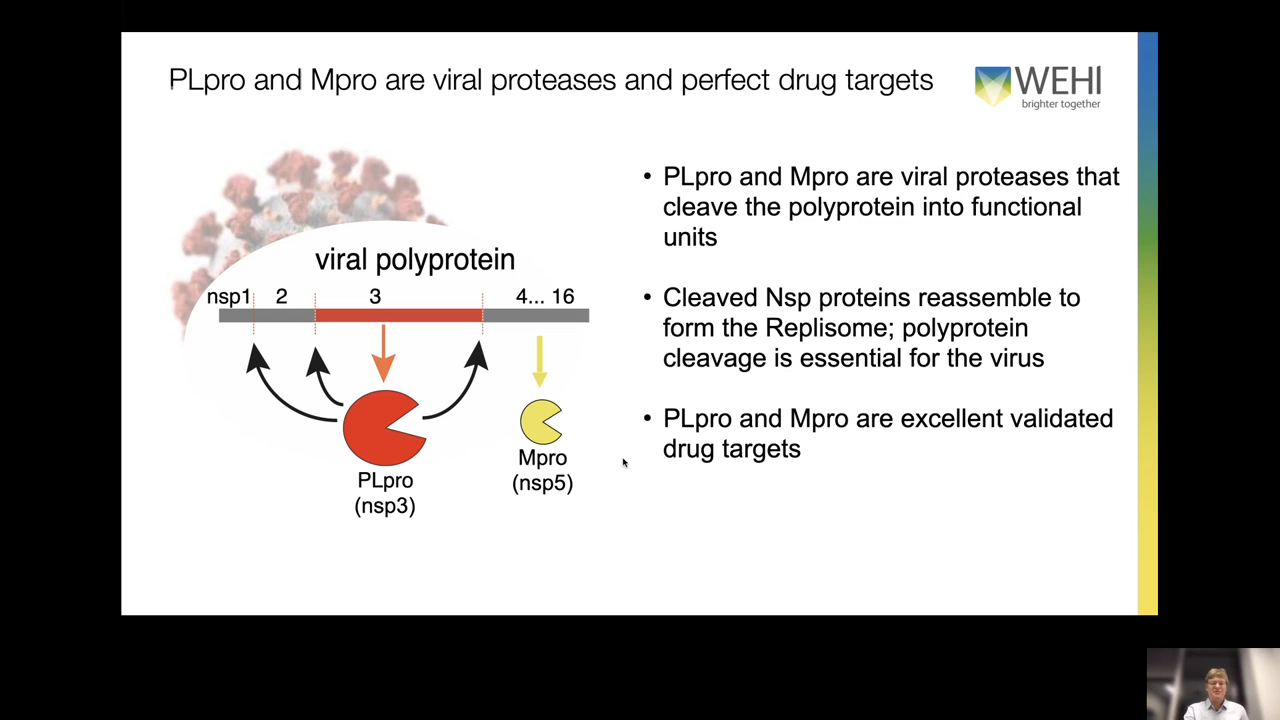 PLpro and Mpro are viral proteases and perfect drug targets
WEHI
brighter together
viral polyprotein
nsp1 2 3 4... 16
PLpro
(nsp3)
Mpro
(nsp5)
• PLpro and Mpro are viral proteases that
cleave the polyprotein into functional
units
• Cleaved Nsp proteins reassemble to
form the Replisome; polyprotein
cleavage is essential for the virus
• PLpro and Mpro are excellent validated
drug targets